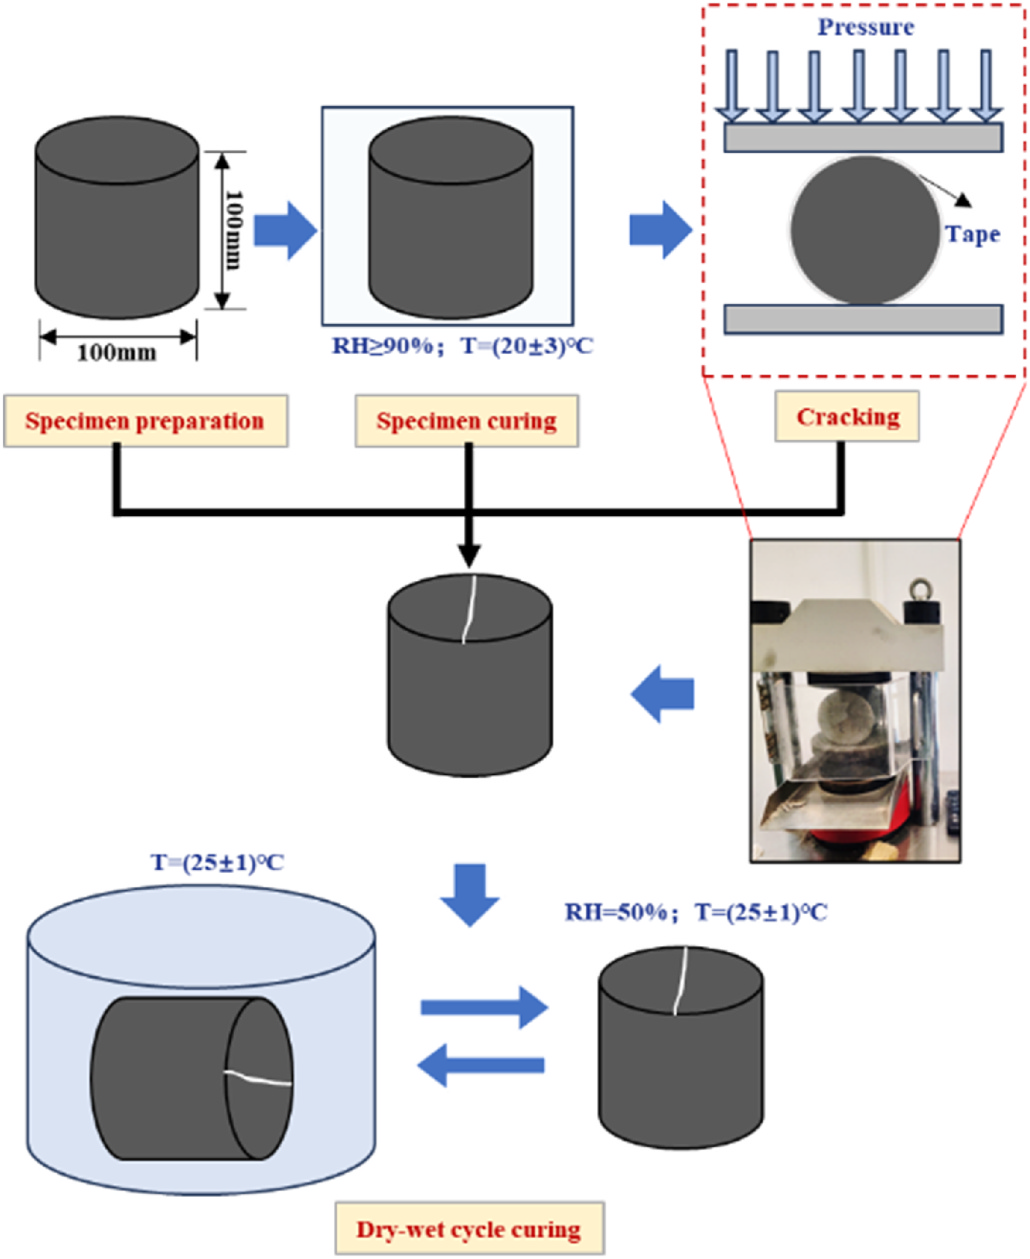 Pressure
Tape
100mm
100mm
RH≥90%；T=(20±3)℃
Specimen preparation
Specimen curing
Cracking
T=(25±1)℃
RH=50%；T=(25±1)℃
Dry-wet cycle curing